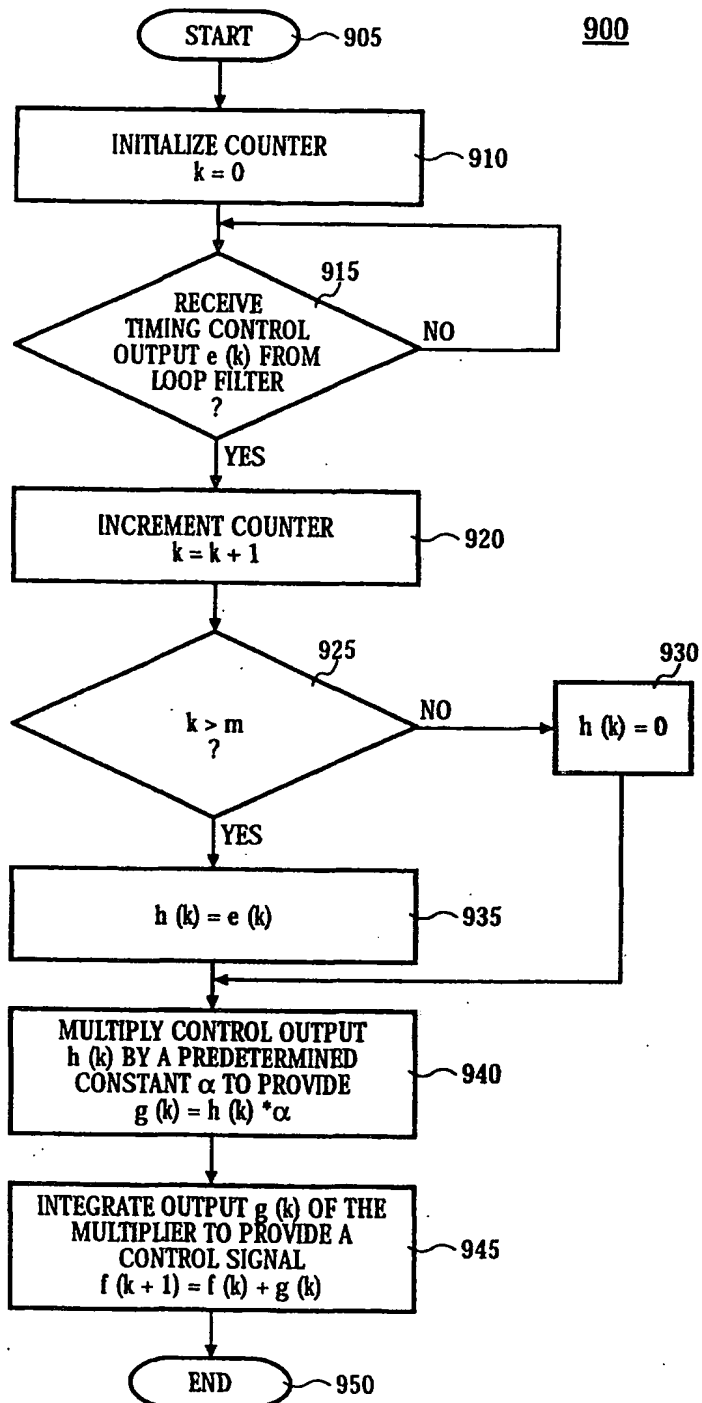 900
START
905
INITIALIZE COUNTER
k = 0
910
915
RECEIVE
TIMING CONTROL
OUTPUT e (k) FROM
LOOP FILTER
?
NO
YES
INCREMENT COUNTER
k = k + 1
920
925
k > m
?
NO
930
h (k) = 0
YES
h (k) = e (k)
935
MULTIPLY CONTROL OUTPUT
h (k) BY A PREDETERMINED
CONSTANT α TO PROVIDE
g (k) = h (k) *α
940
INTEGRATE OUTPUT g (k) OF THE
MULTIPLIER TO PROVIDE A
CONTROL SIGNAL
f (k + 1) = f (k) + g (k)
945
END
950